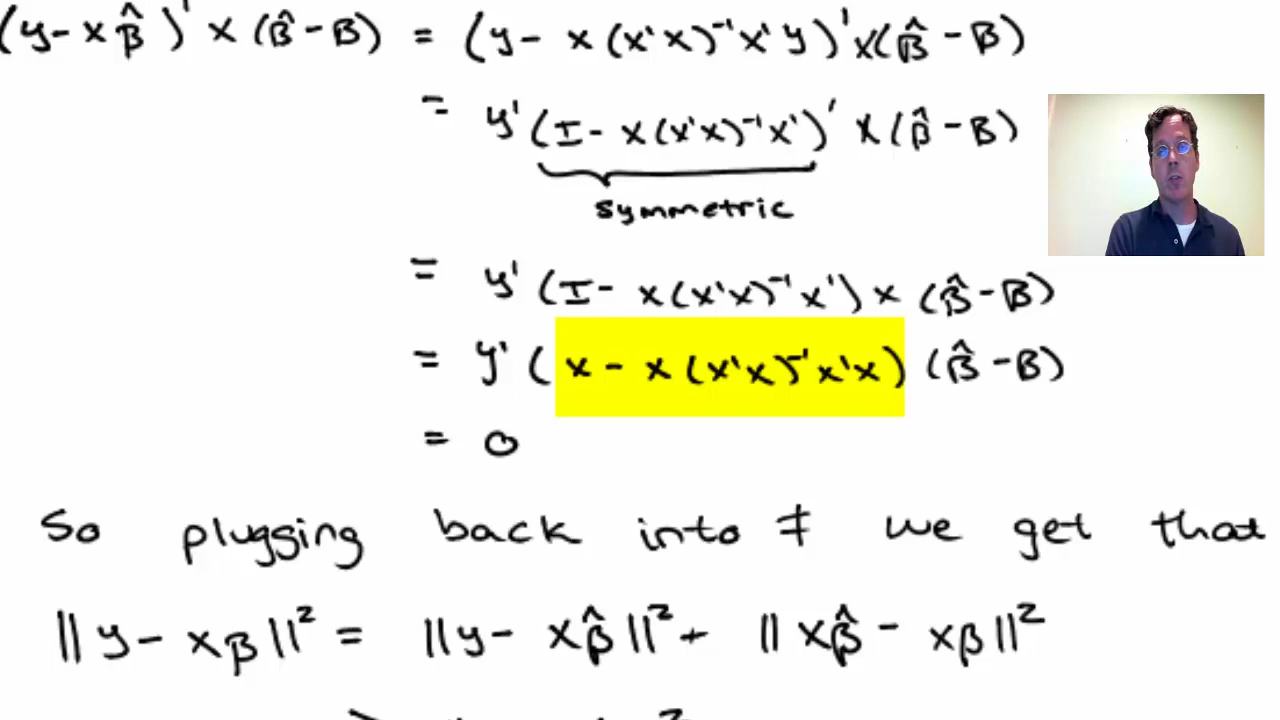 (y - xβ̂)' x (β̂ - β) = (y - x(x'x)⁻¹x'y)' x(β̂ - β)
= y'(I - x(x'x)⁻¹x')' x(β̂ - β)
symmetric
= y'(I - x(x'x)⁻¹x') x (β̂ - β)
= y'(x - x(x'x)⁻¹x'x)(β̂ - β)
= 0
So plugging back into ‡ we get that
||y - xβ||² = ||y - xβ̂||² + ||xβ̂ - xβ||²